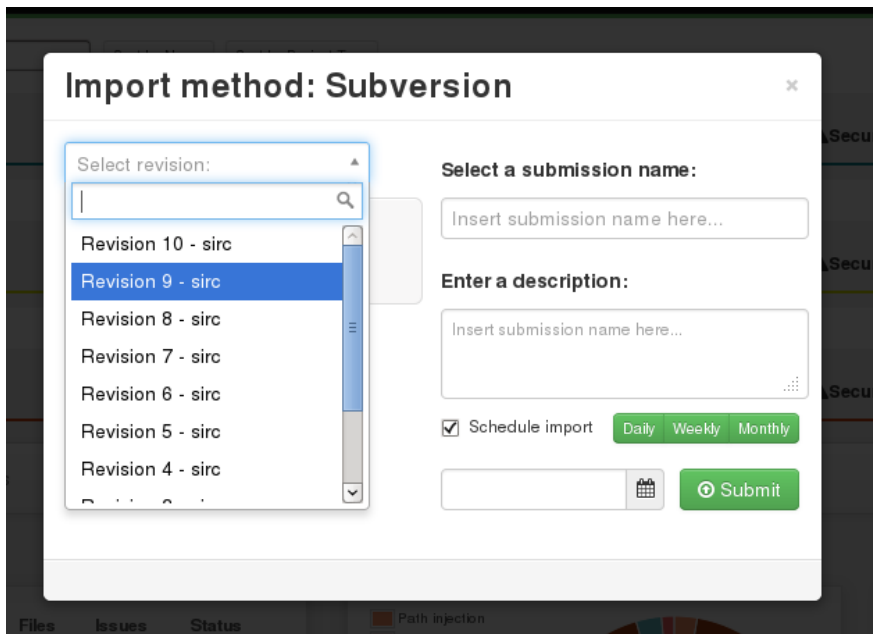 Import method: Subversion
×
Select revision:
Revision 10 - sirc
Revision 9 - sirc
Revision 8 - sirc
Revision 7 - sirc
Revision 6 - sirc
Revision 5 - sirc
Revision 4 - sirc
Select a submission name:
Insert submission name here...
Enter a description:
Insert submission name here...
Schedule import
Daily Weekly Monthly
Submit
Files Issues Status
Path injection